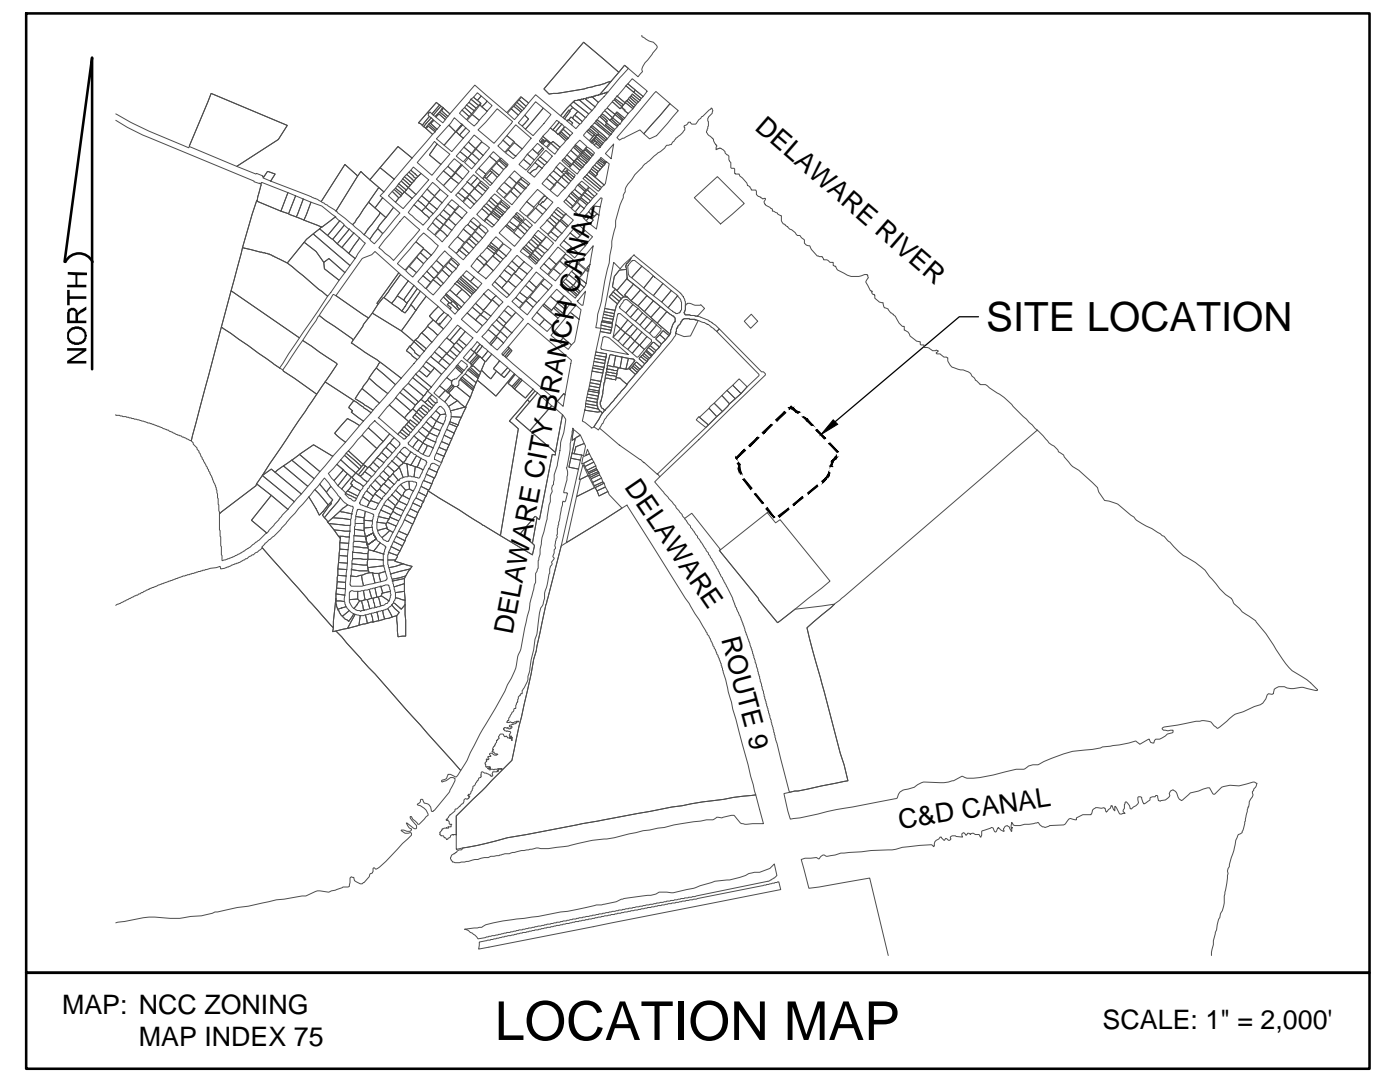 DELAWARE RIVER
NORTH
DELAWARE CITY BRANCH CANAL
SITE LOCATION
DELAWARE ROUTE 9
C&D CANAL
MAP: NCC ZONING
MAP INDEX 75
LOCATION MAP
SCALE: 1" = 2,000'